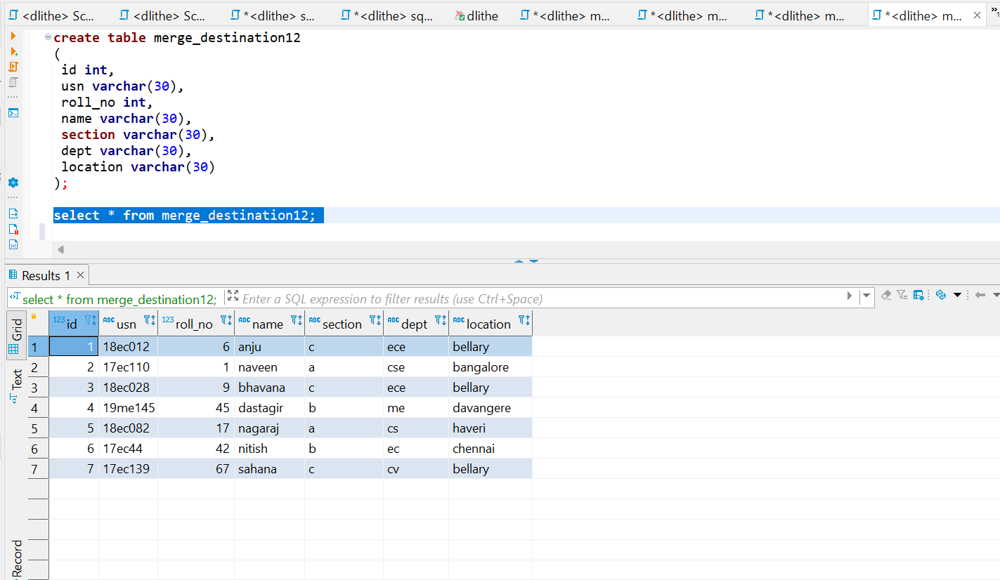 <dlithe> Sc... <dlithe> Sc... *<dlithe> s... *<dlithe> sq... dlithe *<dlithe> m... *<dlithe> m... *<dlithe> m... *<dlithe> m...
create table merge_destination12
(
id int,
usn varchar(30),
roll_no int,
name varchar(30),
section varchar(30),
dept varchar(30),
location varchar(30)
);
select * from merge_destination12;
Results 1
select * from merge_destination12; Enter a SQL expression to filter results (use Ctrl+Space)
Grid
Text
Record
123 id ABC usn 123 roll_no ABC name ABC section ABC dept ABC location
1 1 18ec012 6 anju c ece bellary
2 2 17ec110 1 naveen a cse bangalore
3 3 18ec028 9 bhavana c ece bellary
4 4 19me145 45 dastagir b me davangere
5 5 18ec082 17 nagaraj a cs haveri
6 6 17ec44 42 nitish b ec chennai
7 7 17ec139 67 sahana c cv bellary